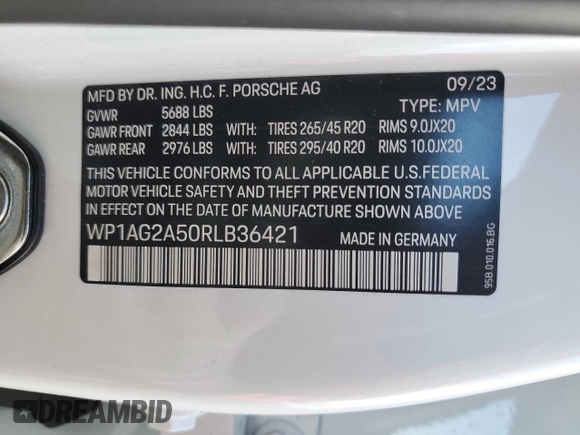 MFD BY DR. ING. H.C. F. PORSCHE AG 09/23
GVWR 5688 LBS TYPE: MPV
GAWR FRONT 2844 LBS WITH: TIRES 265/45 R20 RIMS 9.0JX20
GAWR REAR 2976 LBS WITH: TIRES 295/40 R20 RIMS 10.0JX20
THIS VEHICLE CONFORMS TO ALL APPLICABLE U.S.FEDERAL
MOTOR VEHICLE SAFETY AND THEFT PREVENTION STANDARDS
IN EFFECT ON THE DATE OF MANUFACTURE SHOWN ABOVE.
WP1AG2A50RLB36421 MADE IN GERMANY
95B.010.016.BG
DREAMBID